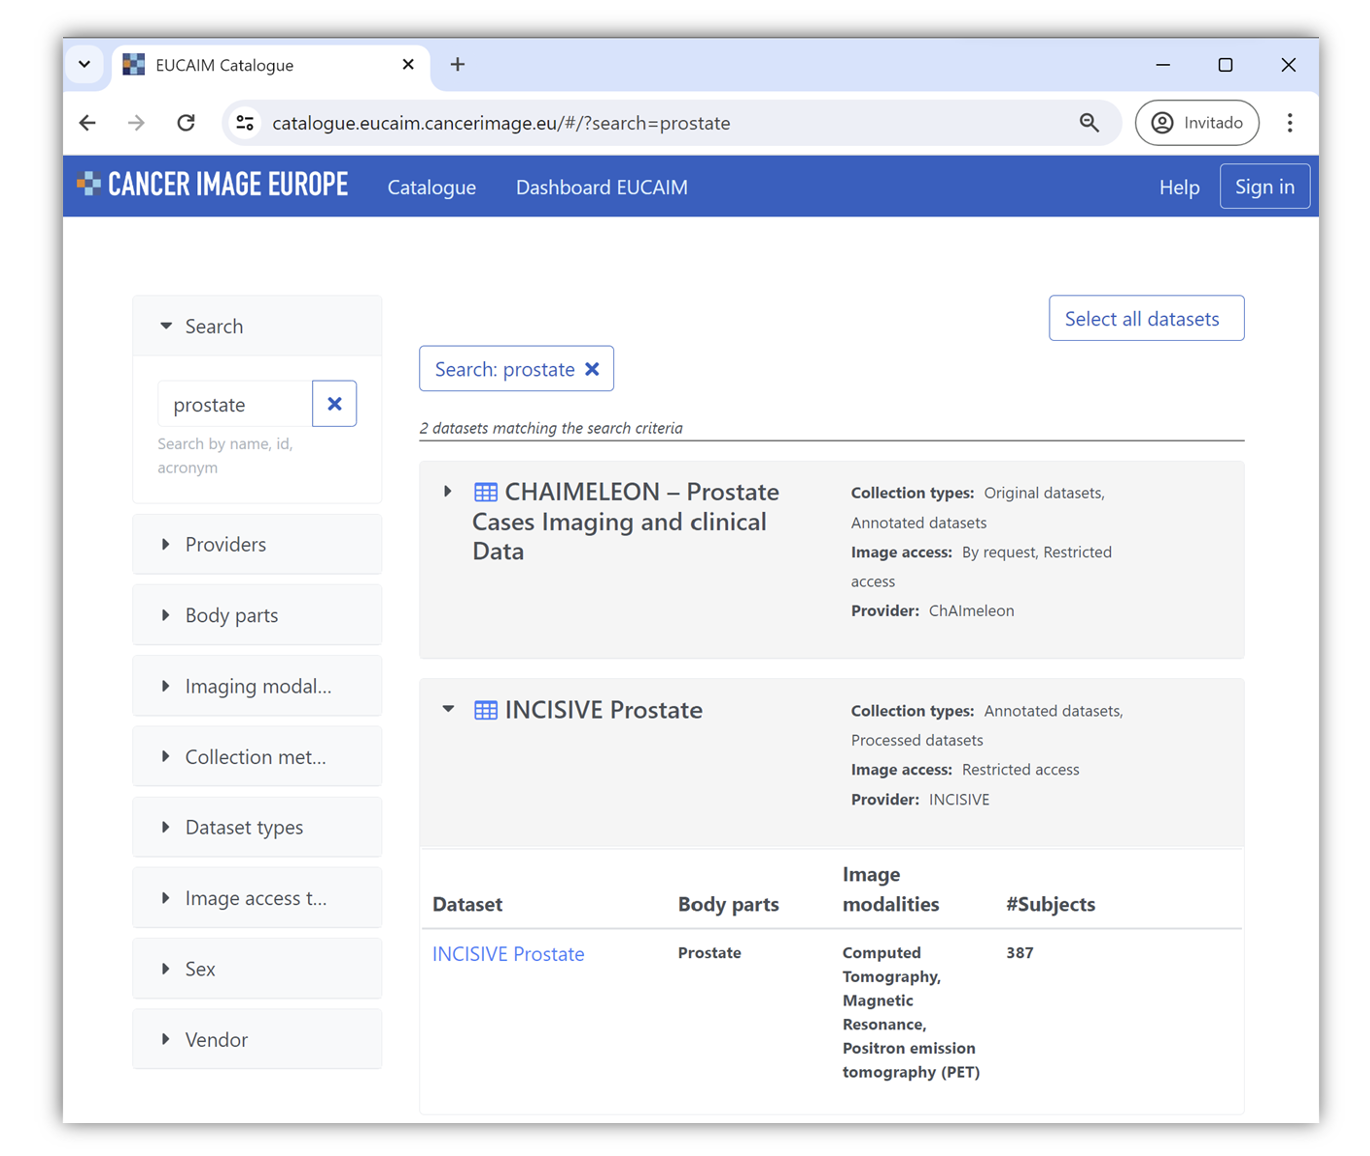 EUCAIM Catalogue
catalogue.eucaim.cancerimage.eu/#/?search=prostate
Invitado
CANCER IMAGE EUROPE
Catalogue
Dashboard EUCAIM
Help
Sign in
Search
prostate
Search by name, id,
acronym
Providers
Body parts
Imaging modal...
Collection met...
Dataset types
Image access t...
Sex
Vendor
Select all datasets
Search: prostate
2 datasets matching the search criteria
CHAIMELEON – Prostate
Cases Imaging and clinical
Data
Collection types: Original datasets,
Annotated datasets
Image access: By request, Restricted
access
Provider: ChAImeleon
INCISIVE Prostate
Collection types: Annotated datasets,
Processed datasets
Image access: Restricted access
Provider: INCISIVE
Dataset
Body parts
Image
modalities
#Subjects
INCISIVE Prostate
Prostate
Computed
Tomography,
Magnetic
Resonance,
Positron emission
tomography (PET)
387